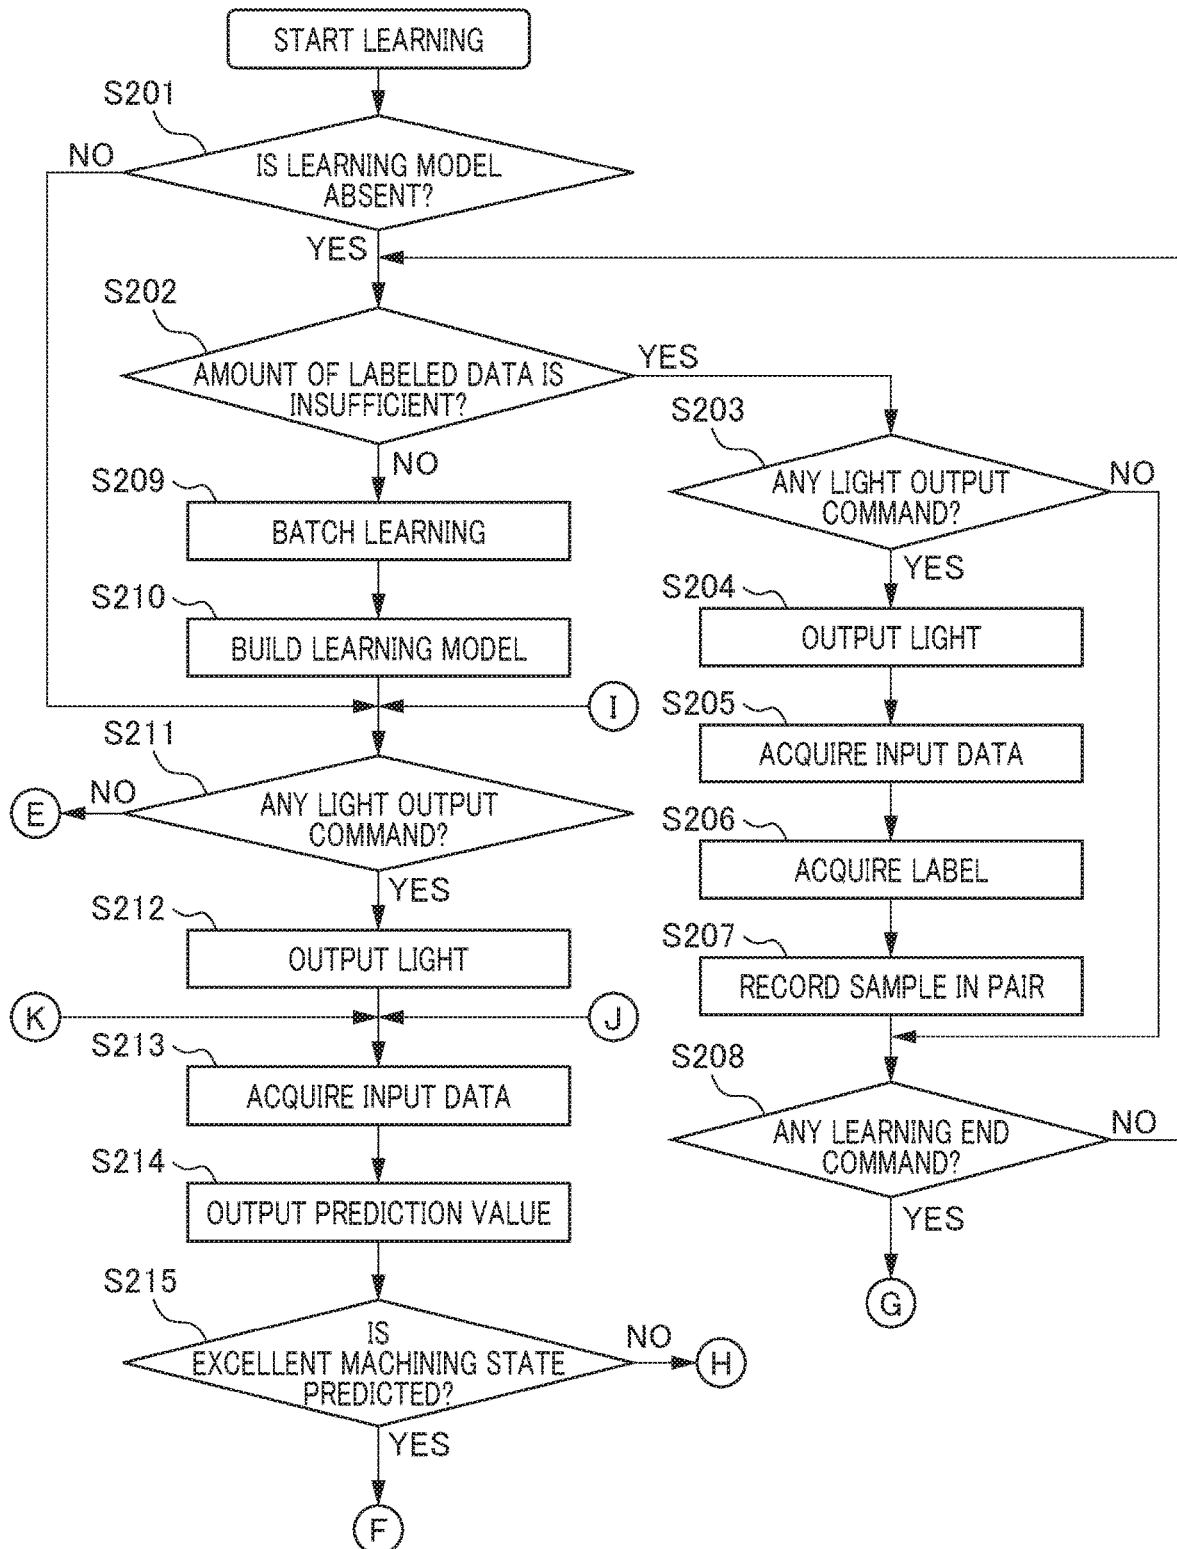 START LEARNING
S201
NO
IS LEARNING MODEL
ABSENT?
YES
S202
AMOUNT OF LABELED DATA IS
INSUFFICIENT?
YES
NO
S203
ANY LIGHT OUTPUT
COMMAND?
NO
YES
S204
OUTPUT LIGHT
S205
ACQUIRE INPUT DATA
S206
ACQUIRE LABEL
S207
RECORD SAMPLE IN PAIR
S208
ANY LEARNING END
COMMAND?
NO
YES
G
S209
BATCH LEARNING
S210
BUILD LEARNING MODEL
I
S211
E
NO
ANY LIGHT OUTPUT
COMMAND?
YES
S212
OUTPUT LIGHT
K
J
S213
ACQUIRE INPUT DATA
S214
OUTPUT PREDICTION VALUE
S215
IS
EXCELLENT MACHINING STATE
PREDICTED?
NO
H
YES
F